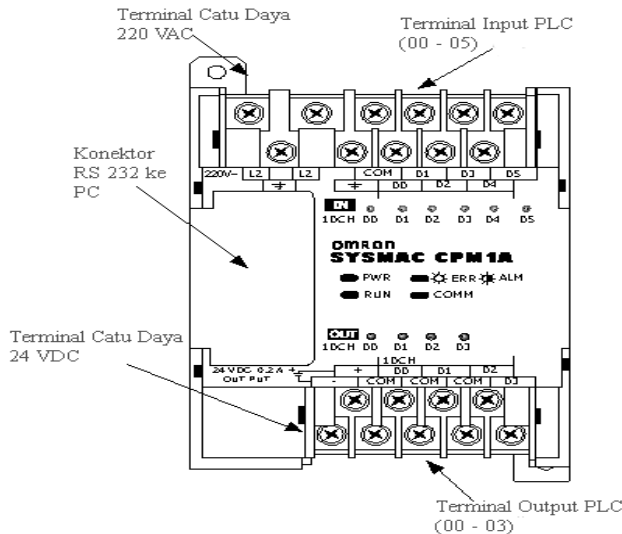 Terminal Catu Daya
220 VAC
Terminal Input PLC
(00 - 05)
Konektor
RS 232 ke
PC
220V~ L2 L2 COM D1 D3 D5
DD D2 D4
IN
1DCH DD D1 D2 D3 D4 D5
OMRON
SYSMAC CPM1A
PWR ERR ALM
RUN COMM
Terminal Catu Daya
24 VDC
OUT
1DCH DD D1 D2 D3
1DCH
24 VDC 0.2A + + DD D1 D2
OUT PUT - COM COM COM D3
Terminal Output PLC
(00 - 03)